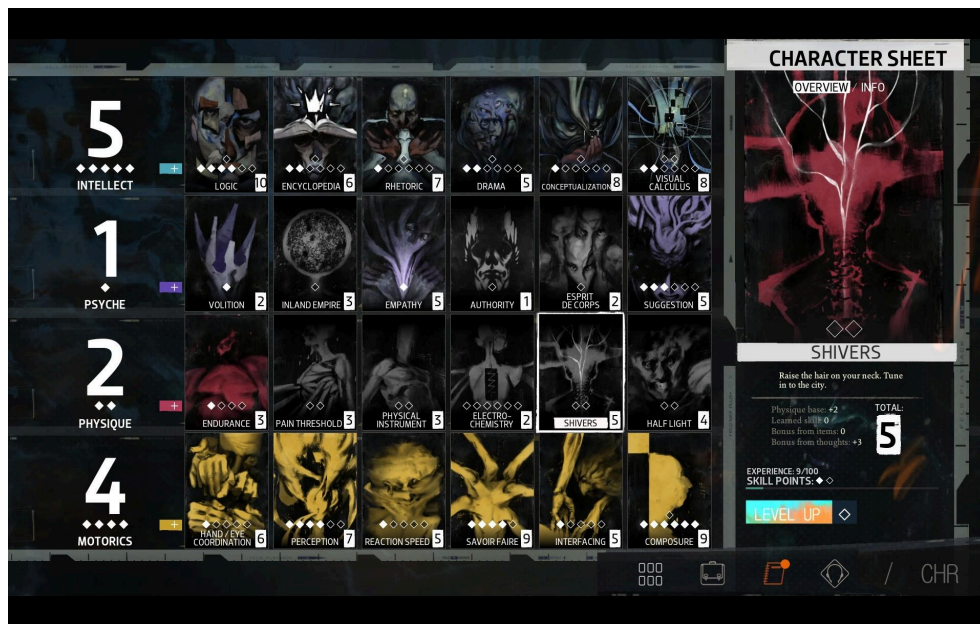 CHARACTER SHEET
OVERVIEW / INFO
5
INTELLECT
LOGIC 10
ENCYCLOPEDIA 6
RHETORIC 7
DRAMA 5
CONCEPTUALIZATION 8
VISUAL
CALCULUS 8
1
PSYCHE
VOLITION 2
INLAND EMPIRE 3
EMPATHY 5
AUTHORITY 1
ESPRIT
DE CORPS 2
SUGGESTION 5
2
PHYSIQUE
ENDURANCE 3
PAIN THRESHOLD 3
PHYSICAL
INSTRUMENT 3
ELECTRO-
CHEMISTRY 2
SHIVERS 5
HALF LIGHT 4
4
MOTORICS
HAND / EYE
COORDINATION 6
PERCEPTION 7
REACTION SPEED 5
SAVOIR FAIRE 9
INTERFACING 5
COMPOSURE 9
SHIVERS
Raise the hair on your neck. Tune
in to the city.
Physique base: +2
Learned skill: 0
Bonus from items: 0
Bonus from thoughts: +3
TOTAL:
5
EXPERIENCE: 9/100
SKILL POINTS:
LEVEL UP
/ CHR